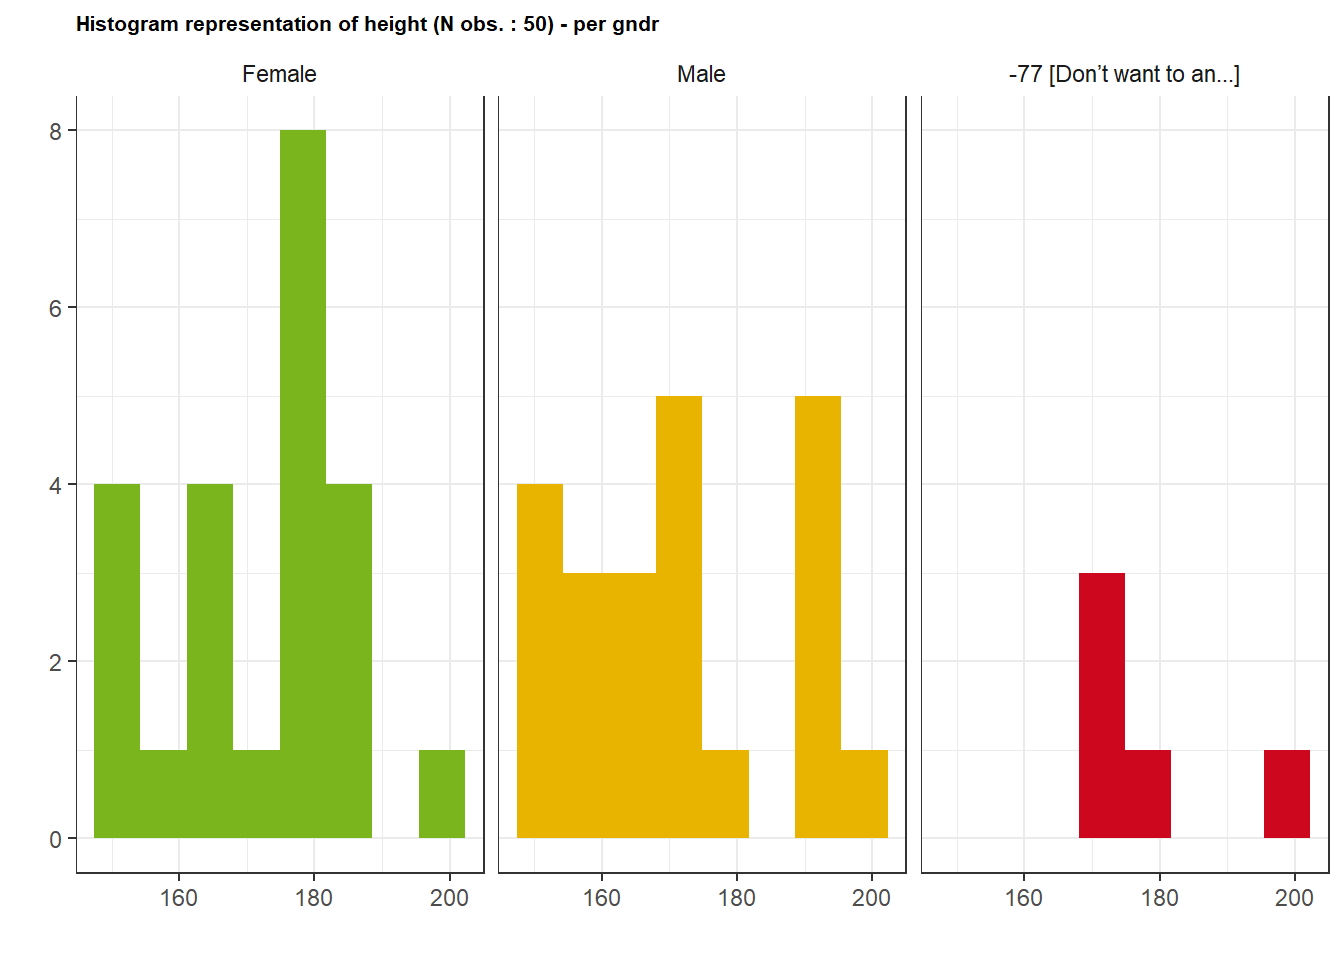 Histogram representation of height (N obs. : 50) - per gndr
Female Male -77 [Don’t want to an...]
8
6
4
2
0
160 180 200 160 180 200 160 180 200